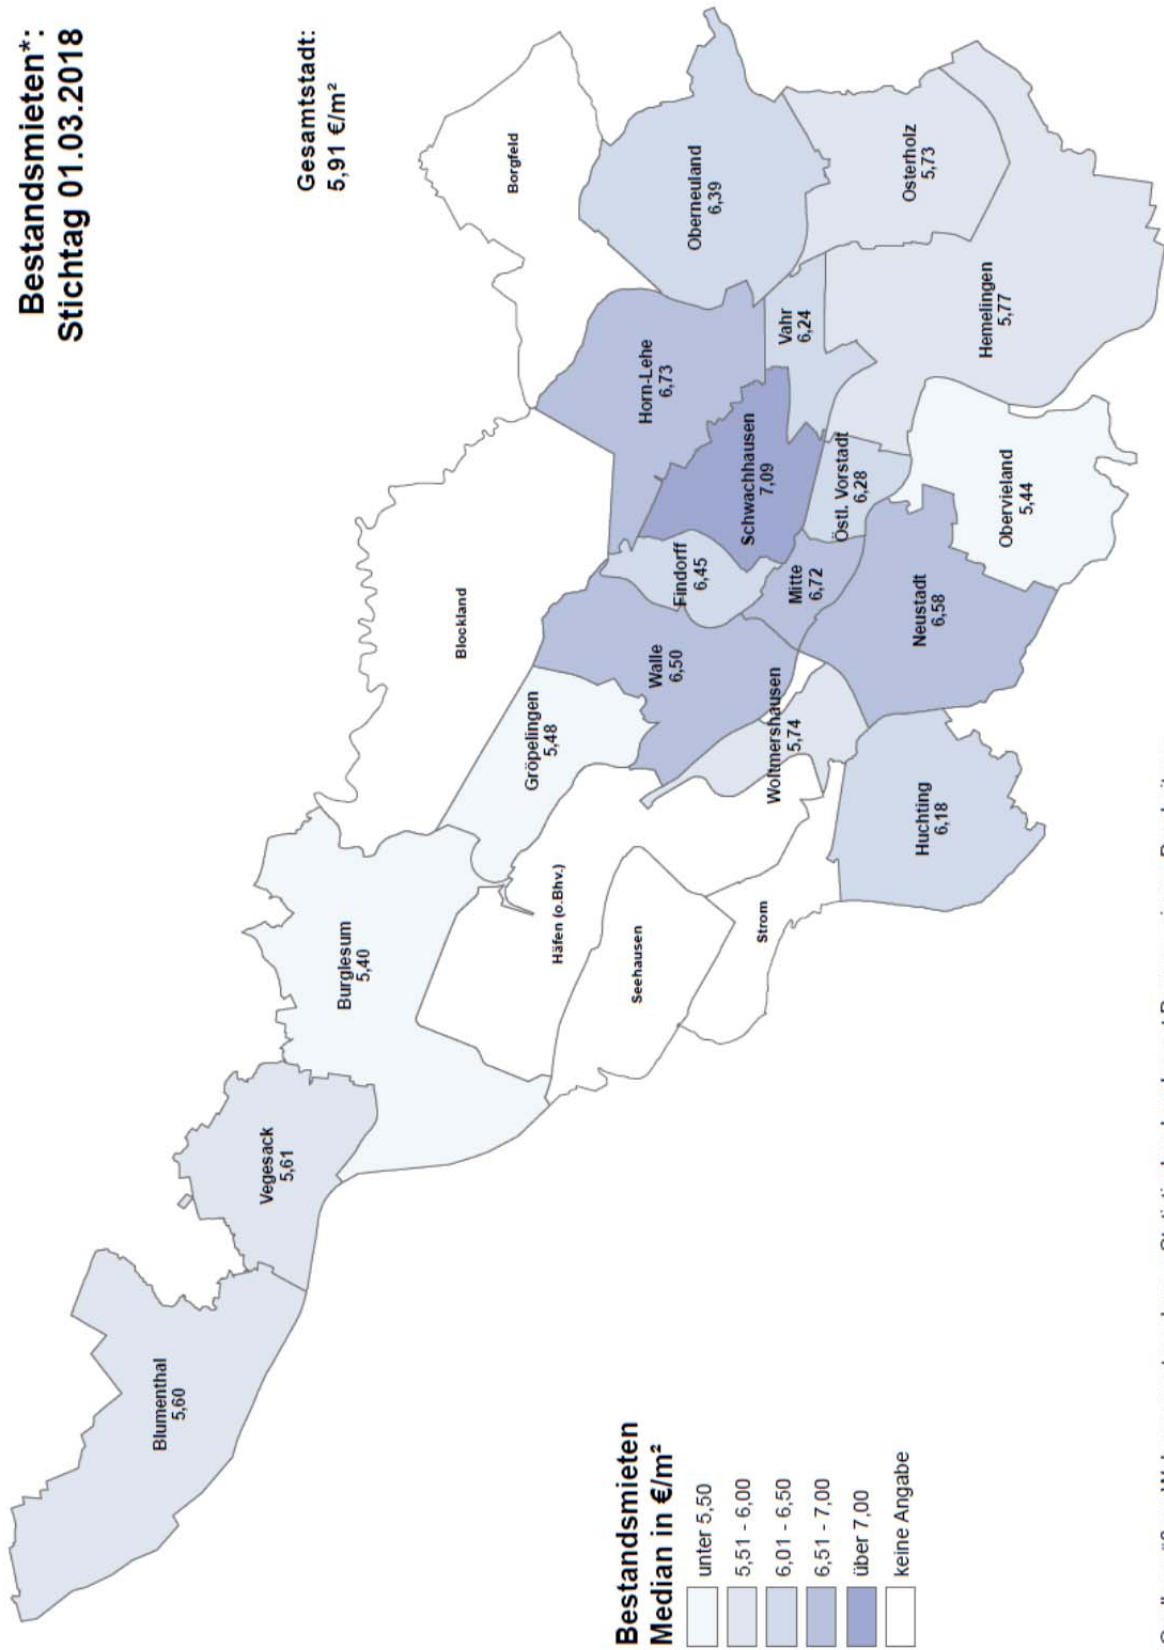 Bestandsmieten*:
Stichtag 01.03.2018
Gesamtstadt:
5,91 €/m²
Blumenthal
5,60
Vegesack
5,61
Burglesum
5,40
Blockland
Borgfeld
Gröpelingen
5,48
Häfen (o.Bhv.)
Seehausen
Strom
Walle
6,50
Findorff
6,45
Horn-Lehe
6,73
Oberneuland
6,39
Schwachhausen
7,09
Vahr
6,24
Mitte
6,72
Östl. Vorstadt
6,28
Woltmershausen
5,74
Neustadt
6,58
Huchting
6,18
Obervieland
5,44
Hemelingen
5,77
Osterholz
5,73
Bestandsmieten
Median in €/m²
unter 5,50
5,51 - 6,00
6,01 - 6,50
6,51 - 7,00
über 7,00
keine Angabe